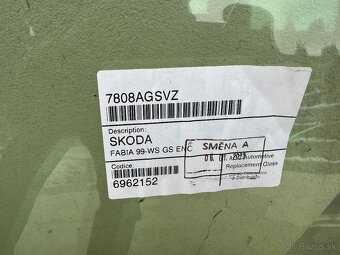 7808AGSVZ
Description:
SKODA
FABIA 99-WS GS ENC
SMĚNA A
Automotive
Replacement Glass
Codice:
6962152
© Bazos.sk